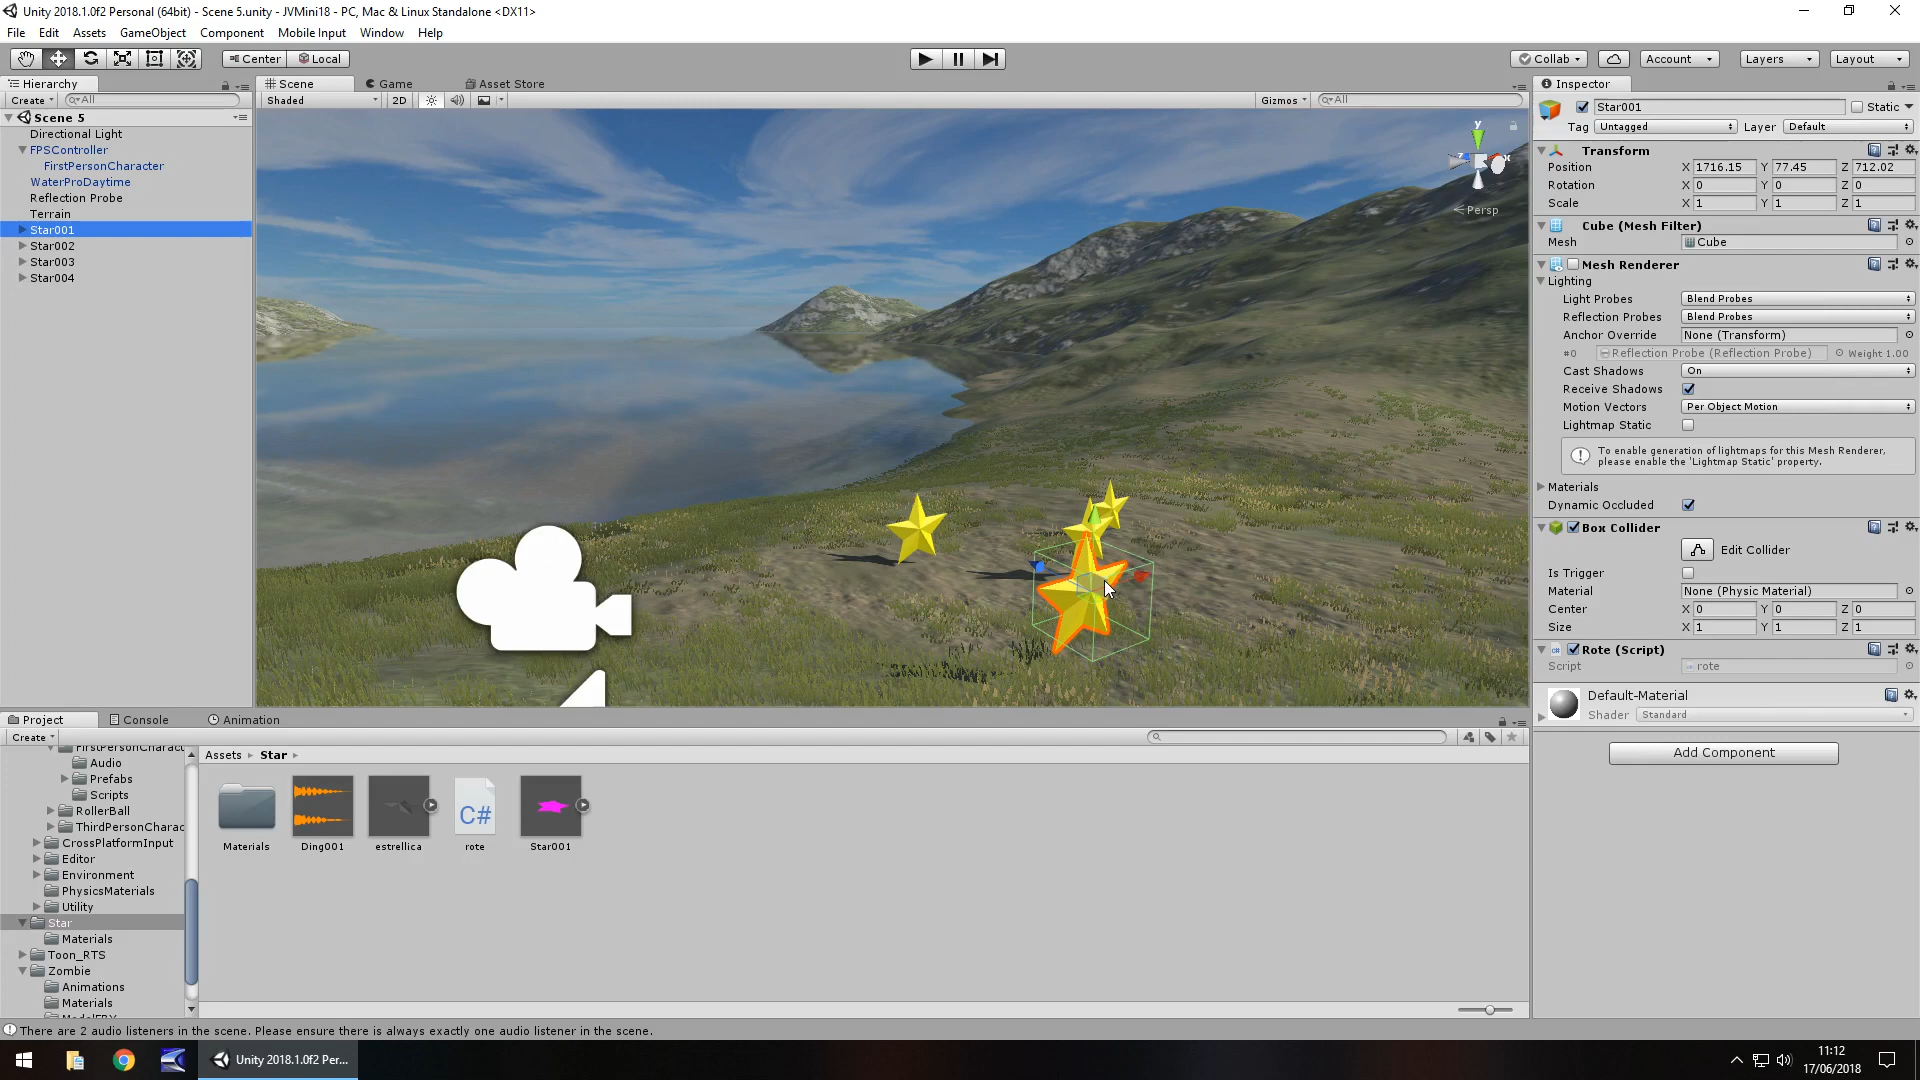 Unity 2018.1.0f2 Personal (64bit) - Scene 5.unity - JVMini18 - PC, Mac & Linux Standalone <DX11>
File Edit Assets GameObject Component Mobile Input Window Help
Center Local Collab Account Layers Layout
Hierarchy
Create All
Scene 5
Directional Light
FPSController
FirstPersonCharacter
WaterProDaytime
Reflection Probe
Terrain
Star001
Star002
Star003
Star004
Scene Game Asset Store
Shaded 2D Gizmos All
y
z x
Persp
Inspector
Star001 Static
Tag Untagged Layer Default
Transform
Position X 1716.15 Y 77.45 Z 712.02
Rotation X 0 Y 0 Z 0
Scale X 1 Y 1 Z 1
Cube (Mesh Filter)
Mesh Cube
Mesh Renderer
Lighting
Light Probes Blend Probes
Reflection Probes Blend Probes
Anchor Override None (Transform)
#0 Reflection Probe (Reflection Probe) Weight 1.00
Cast Shadows On
Receive Shadows
Motion Vectors Per Object Motion
Lightmap Static
To enable generation of lightmaps for this Mesh Renderer,
please enable the 'Lightmap Static' property.
Materials
Dynamic Occluded
Box Collider
Edit Collider
Is Trigger
Material None (Physic Material)
Center X 0 Y 0 Z 0
Size X 1 Y 1 Z 1
Rote (Script)
Script rote
Default-Material
Shader Standard
Add Component
Project Console Animation
Create
FirstPersonCharac
Audio
Prefabs
Scripts
RollerBall
ThirdPersonCharac
CrossPlatformInput
Editor
Environment
PhysicsMaterials
Utility
Star
Materials
Toon_RTS
Zombie
Animations
Materials
Assets Star
C#
Materials Ding001 estrellica rote Star001
There are 2 audio listeners in the scene. Please ensure there is always exactly one audio listener in the scene.
Unity 2018.1.0f2 Per...
11:12
17/06/2018